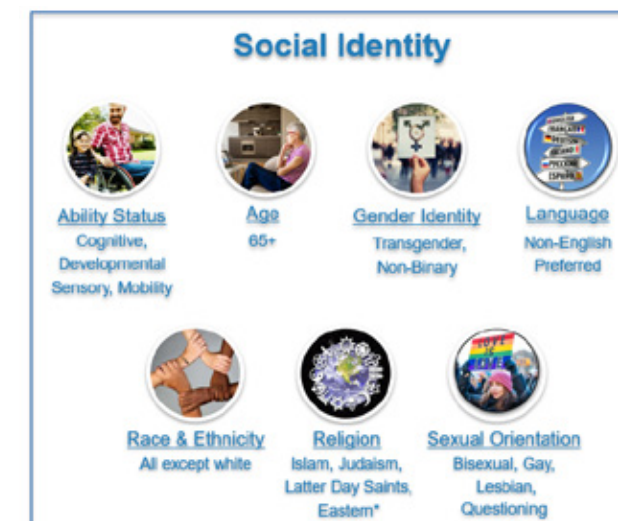 Social Identity
Ability Status
Cognitive,
Developmental
Sensory, Mobility
Age
65+
Gender Identity
Transgender,
Non-Binary
Language
Non-English
Preferred
Race & Ethnicity
All except white
Religion
Islam, Judaism,
Latter Day Saints,
Eastern*
Sexual Orientation
Bisexual, Gay,
Lesbian,
Questioning